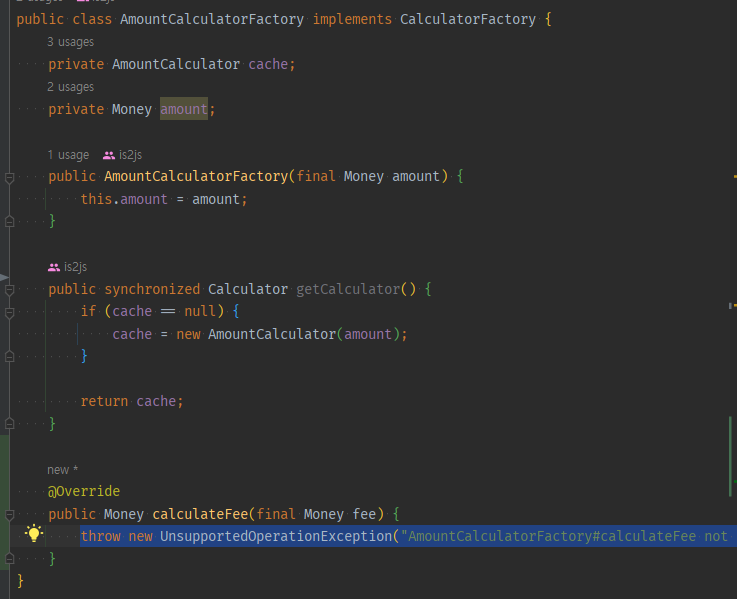 public class AmountCalculatorFactory implements CalculatorFactory {
3 usages
private AmountCalculator cache;
2 usages
private Money amount;
1 usage is2js
public AmountCalculatorFactory(final Money amount) {
this.amount = amount;
}
is2js
public synchronized Calculator getCalculator() {
if (cache == null) {
cache = new AmountCalculator(amount);
}
return cache;
}
new *
@Override
public Money calculateFee(final Money fee) {
throw new UnsupportedOperationException("AmountCalculatorFactory#calculateFee not
}
}